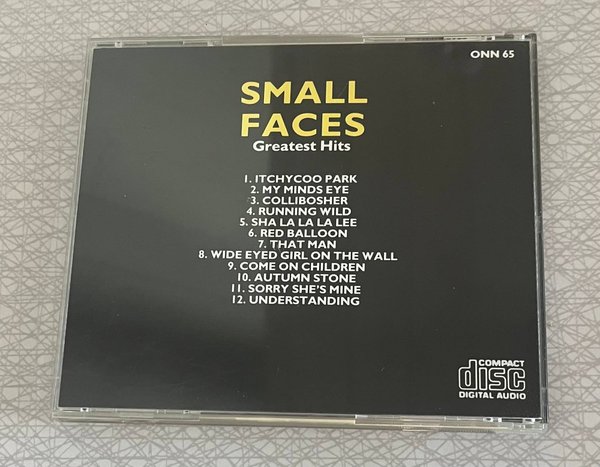 ONN 65
SMALL
FACES
Greatest Hits
1. ITCHYCOO PARK
2. MY MINDS EYE
3. COLLIBOSHER
4. RUNNING WILD
5. SHA LA LA LA LEE
6. RED BALLOON
7. THAT MAN
8. WIDE EYED GIRL ON THE WALL
9. COME ON CHILDREN
10. AUTUMN STONE
11. SORRY SHE'S MINE
12. UNDERSTANDING
COMPACT
disc
DIGITAL AUDIO